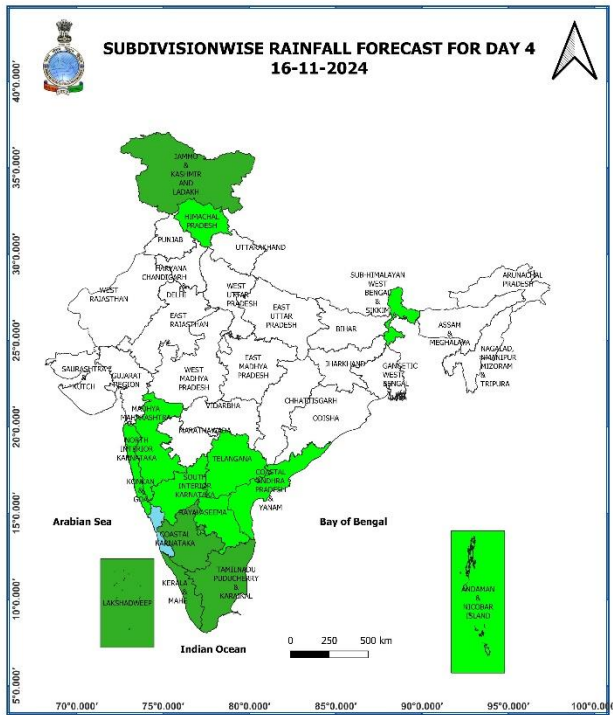 SUBDIVISIONWISE RAINFALL FORECAST FOR DAY 4
16-11-2024
40°0.000'
35°0.000'
30°0.000'
25°0.000'
20°0.000'
15°0.000'
10°0.000'
5°0.000'
JAMMU
&
KASHMIR
AND
LADAKH
HIMACHAL
PRADESH
PUNJAB
UTTARAKHAND
HARYANA
CHANDIGARH
DELHI
WEST
RAJASTHAN
WEST
UTTAR
PRADESH
EAST
UTTAR
PRADESH
EAST
RAJASTHAN
SUB-HIMALAYAN
WEST
BENGAL
&
SIKKIM
ARUNACHAL
PRADESH
BIHAR
ASSAM
&
MEGHALAYA
NAGALAD,
MANIPUR
MIZORAM
&
TRIPURA
SAURASHTRA
KUTCH
GUJARAT
REGION
WEST
MADHYA
PRADESH
EAST
MADHYA
PRADESH
JHARKHAND
GANGETIC
WEST
BENGAL
CHHATTISGARH
ODISHA
VIDARBHA
MADHYA
MAHARASHTRA
MARATHAWADA
NORTH
INTERIOR
KARNATAKA
TELANGANA
KONKAN
&
GOA
SOUTH
INTERIOR
KARNATAKA
COASTAL
ANDHRA
PRADESH
&
YANAM
RAYALASEEMA
Arabian Sea
Bay of Bengal
COASTAL
KARNATAKA
TAMILNADU
PUDUCHERRY
&
KARAIKAL
KERALA
&
MAHE
LAKSHADWEEP
ANDAMAN
&
NICOBAR
ISLAND
0 250 500 km
Indian Ocean
70°0.000' 75°0.000' 80°0.000' 85°0.000' 90°0.000' 95°0.000' 100°0.00